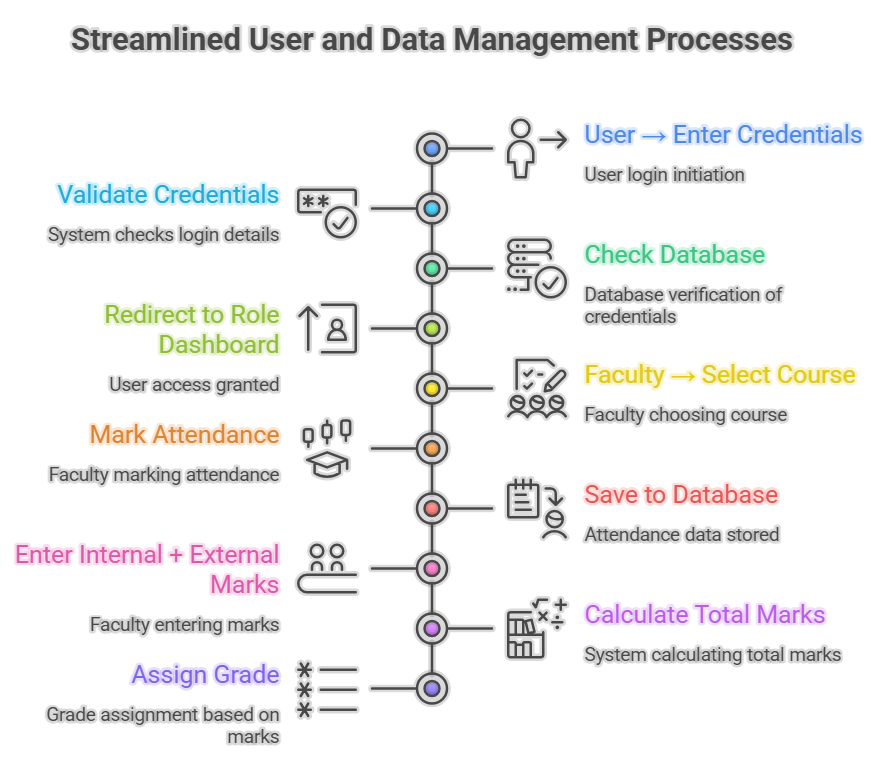 Streamlined User and Data Management Processes
User → Enter Credentials
User login initiation
Validate Credentials
System checks login details
Check Database
Database verification of
credentials
Redirect to Role
Dashboard
User access granted
Faculty → Select Course
Faculty choosing course
Mark Attendance
Faculty marking attendance
Save to Database
Attendance data stored
Enter Internal + External
Marks
Faculty entering marks
Calculate Total Marks
System calculating total marks
Assign Grade
Grade assignment based on
marks